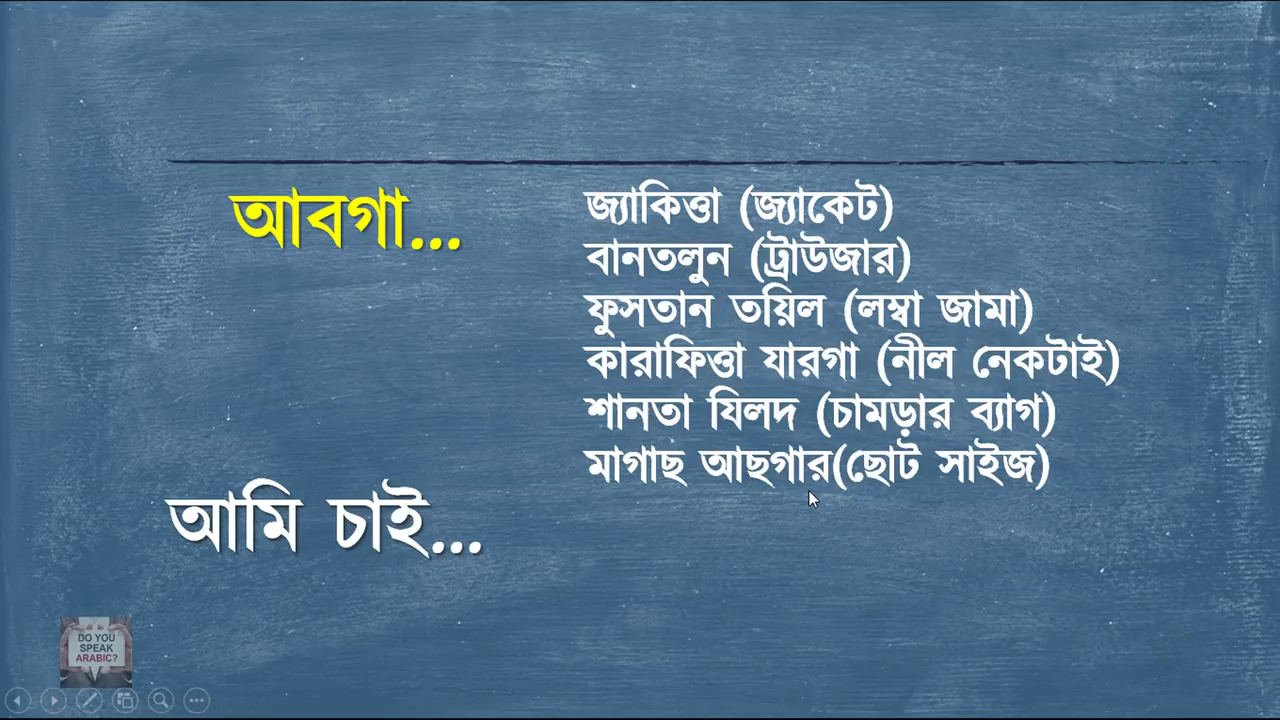 আবগা...
জ্যাকিত্তা (জ্যাকেট)
বানতলুন (ট্রাউজার)
ফুসতান তয়িল (লম্বা জামা)
কারাফিত্তা যারগা (নীল নেকটাই)
শানতা যিলদ (চামড়ার ব্যাগ)
মাগাছ আছগার(ছোট সাইজ)
আমি চাই...
DO YOU
SPEAK
ARABIC?